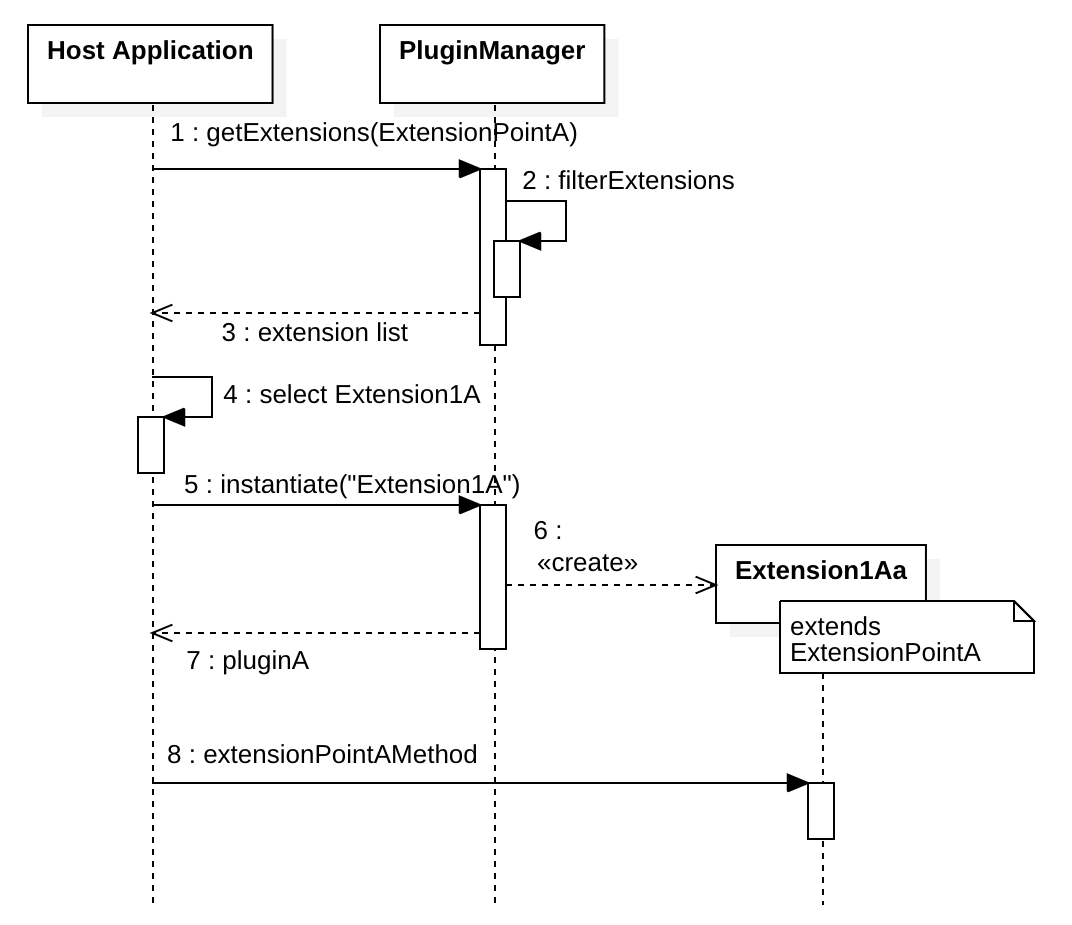 Host Application
PluginManager
1 : getExtensions(ExtensionPointA)
2 : filterExtensions
3 : extension list
4 : select Extension1A
5 : instantiate("Extension1A")
6 :
«create»
Extension1Aa
extends
ExtensionPointA
7 : pluginA
8 : extensionPointAMethod